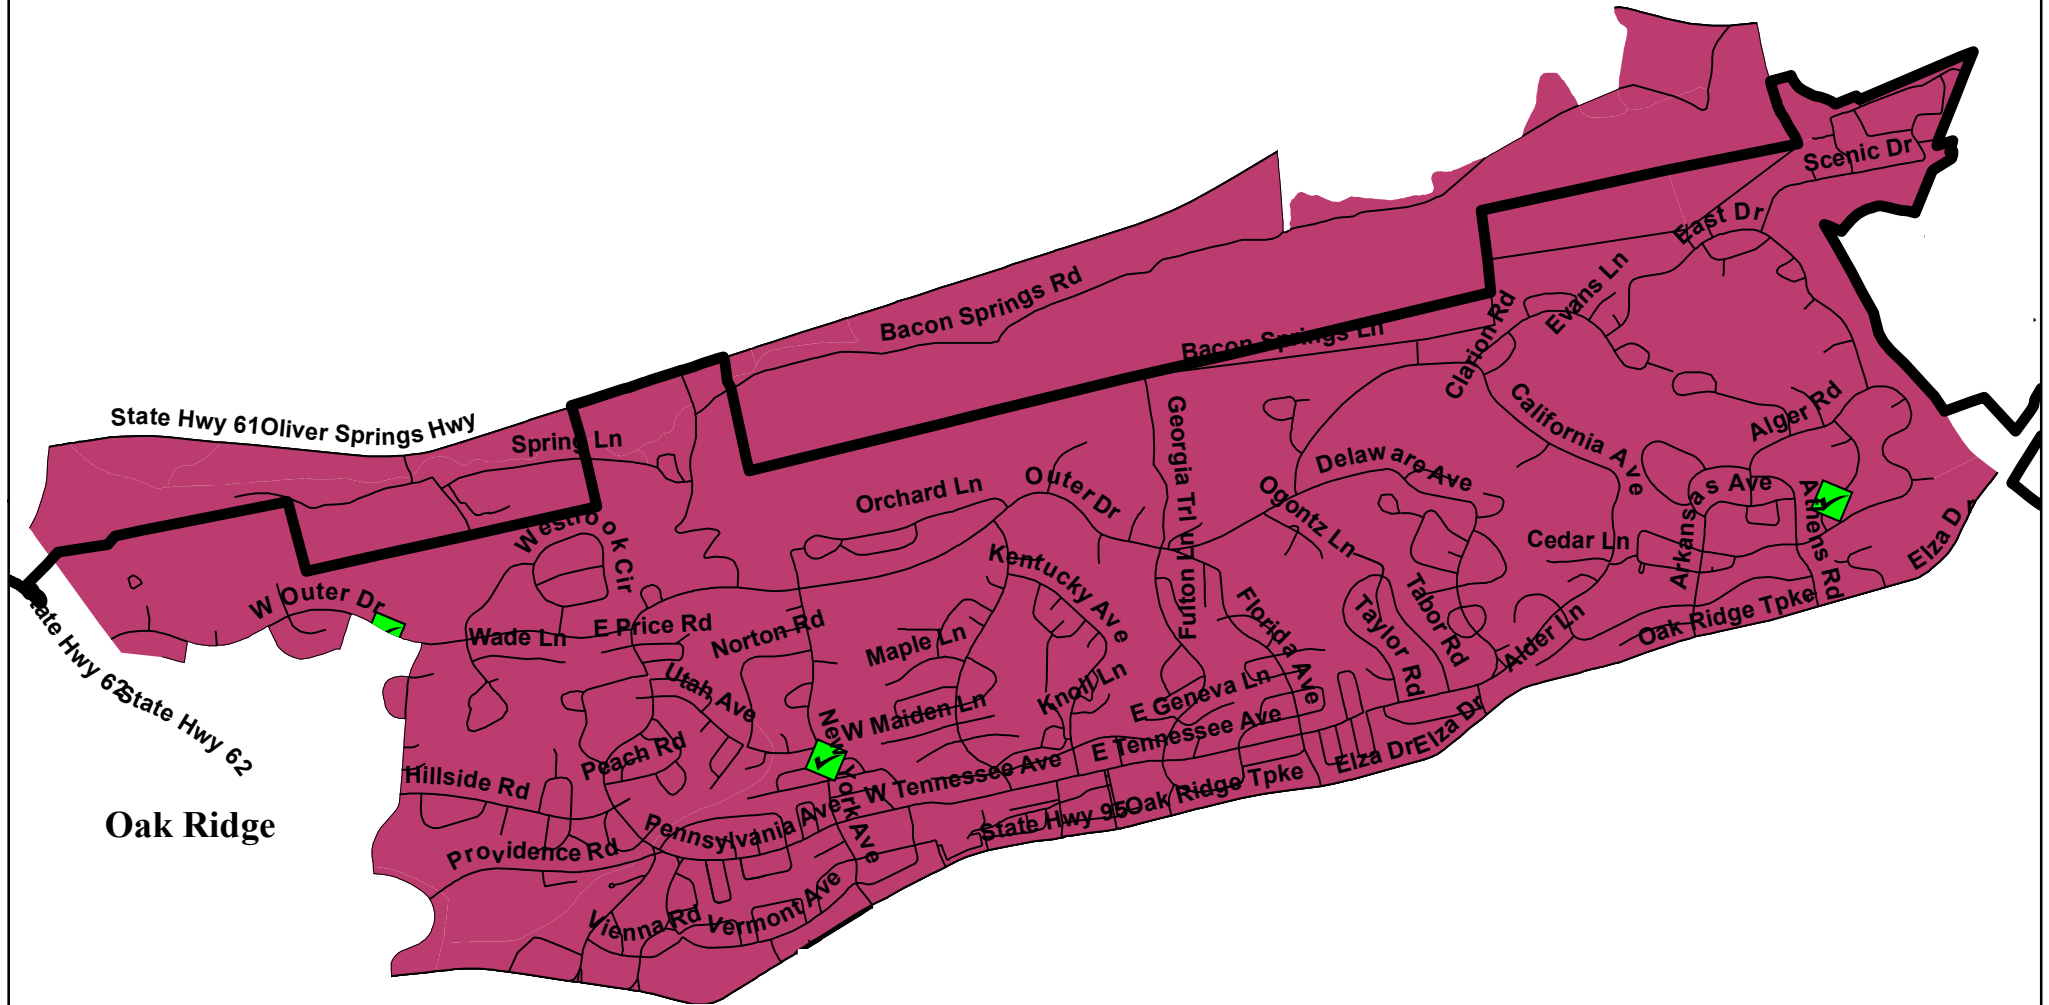 Scenic Dr
East Dr
Evans Ln
Bacon Springs Rd
Bacon Springs Ln
Clarion Rd
State Hwy 61
Oliver Springs Hwy
Spring Ln
Georgia Trl Ln
California Ave
Alger Rd
Orchard Ln
Outer Dr
Delaware Ave
Ogontz Ln
Arkansas Ave
Athens Rd
Westrook Cir
Kentucky Ave
Fulton Ln
Cedar Ln
Elza Dr
W Outer Dr
Wade Ln
E Price Rd
Norton Rd
Maple Ln
Florida Ave
Taylor Rd
Tabor Rd
Alder Ln
Oak Ridge Tpke
State Hwy 62
State Hwy 62
Utah Ave
Knoll Ln
E Geneva Ln
W Maiden Ln
New York Ave
E Tennessee Ave
Elza Dr
Elza Dr
Peach Rd
Hillside Rd
W Tennessee Ave
Oak Ridge Tpke
State Hwy 95
Oak Ridge
Pennsylvania Ave
Providence Rd
Vienna Rd
Vermont Ave